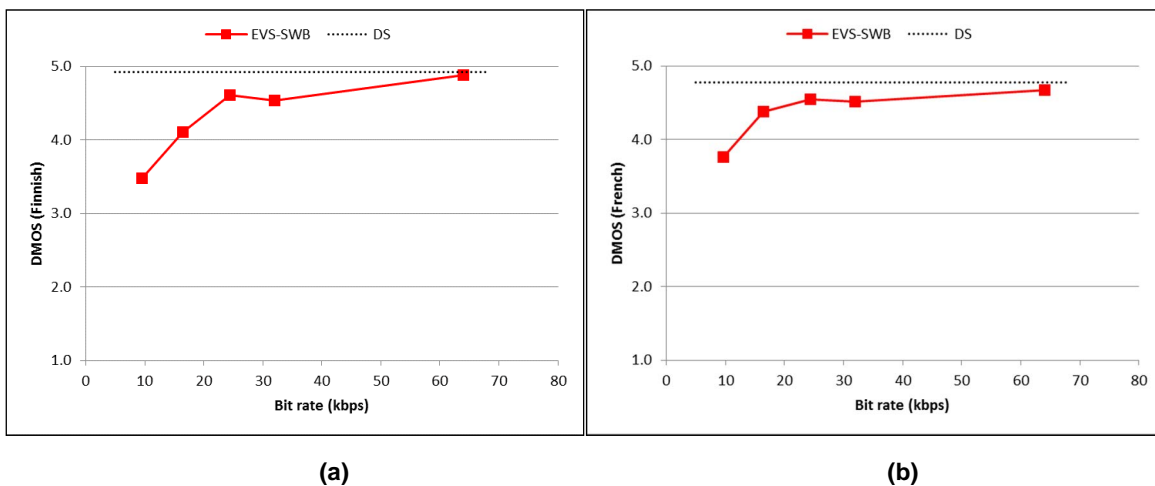 EVS-SWB DS
5.0
4.0
3.0
2.0
1.0
DMOS (Finnish)
0 10 20 30 40 50 60 70 80
Bit rate (kbps)
(a)
EVS-SWB DS
5.0
4.0
3.0
2.0
1.0
DMOS (French)
0 10 20 30 40 50 60 70 80
Bit rate (kbps)
(b)